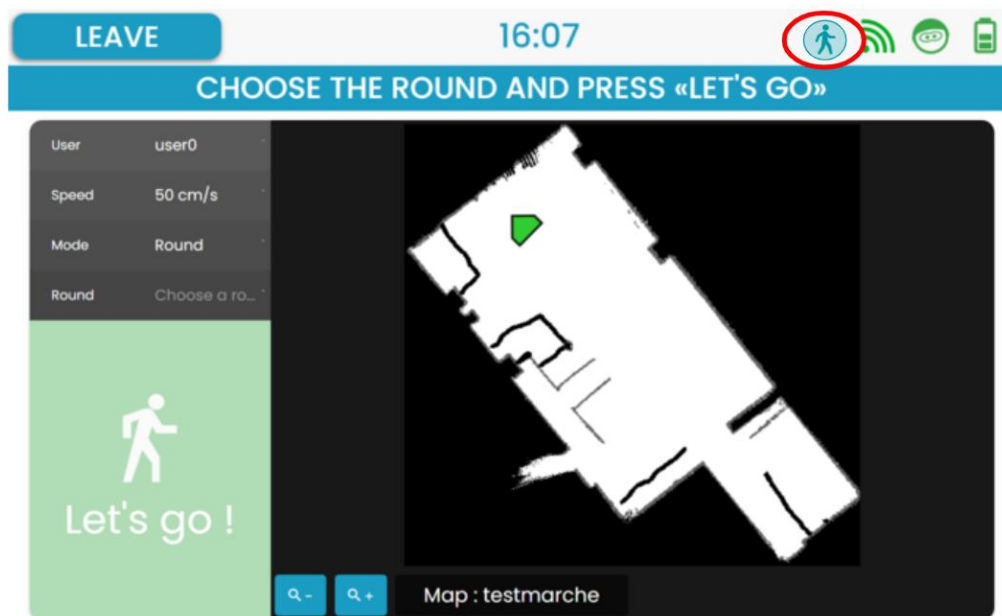 LEAVE
16:07
CHOOSE THE ROUND AND PRESS «LET'S GO»
User user0
Speed 50 cm/s
Mode Round
Round Choose a ro...
Let's go !
Map : testmarche